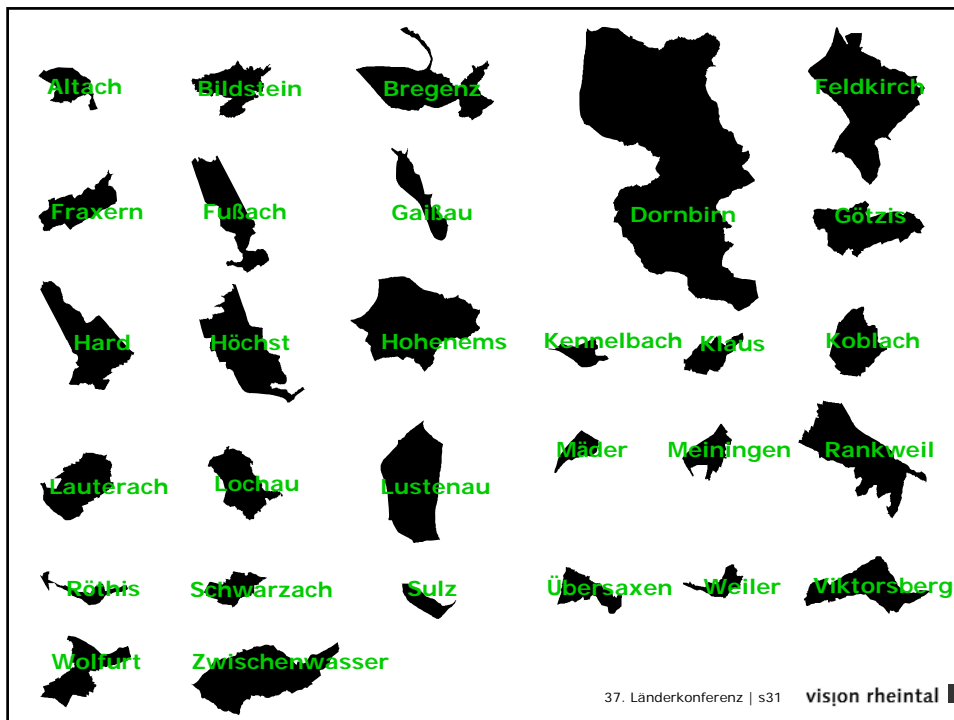 Altach
Bildstein
Bregenz
Feldkirch
Fraxern
Fußach
Gaißau
Dornbirn
Götzis
Hard
Höchst
Hohenems
Kennelbach
Klaus
Koblach
Lauterach
Lochau
Lustenau
Mäder
Meiningen
Rankweil
Röthis
Schwarzach
Sulz
Übersaxen
Weiler
Viktorsberg
Wolfurt
Zwischenwasser
37. Länderkonferenz | s31
vision rheintal